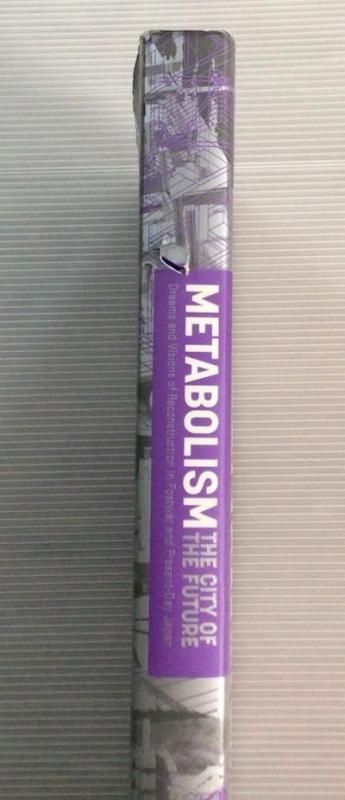 METABOLISM
THE CITY OF
THE FUTURE
Dreams and Visions of Reconstruction in Postwar and Present-Day Japan